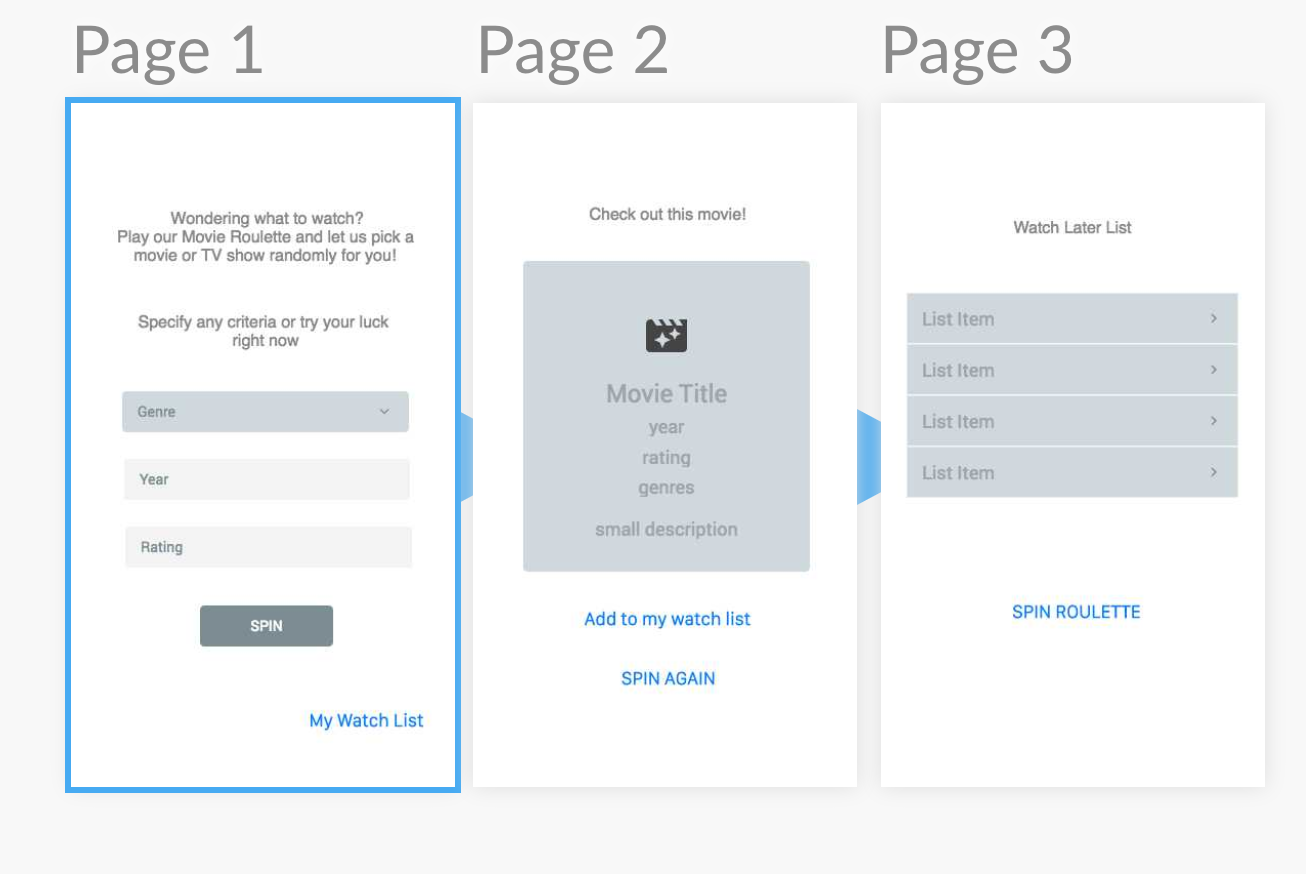 Page 1
Wondering what to watch?
Play our Movie Roulette and let us pick a
movie or TV show randomly for you!
Specify any criteria or try your luck
right now
Genre
Year
Rating
SPIN
My Watch List
Page 2
Check out this movie!
Movie Title
year
rating
genres
small description
Add to my watch list
SPIN AGAIN
Page 3
Watch Later List
List Item
List Item
List Item
List Item
SPIN ROULETTE